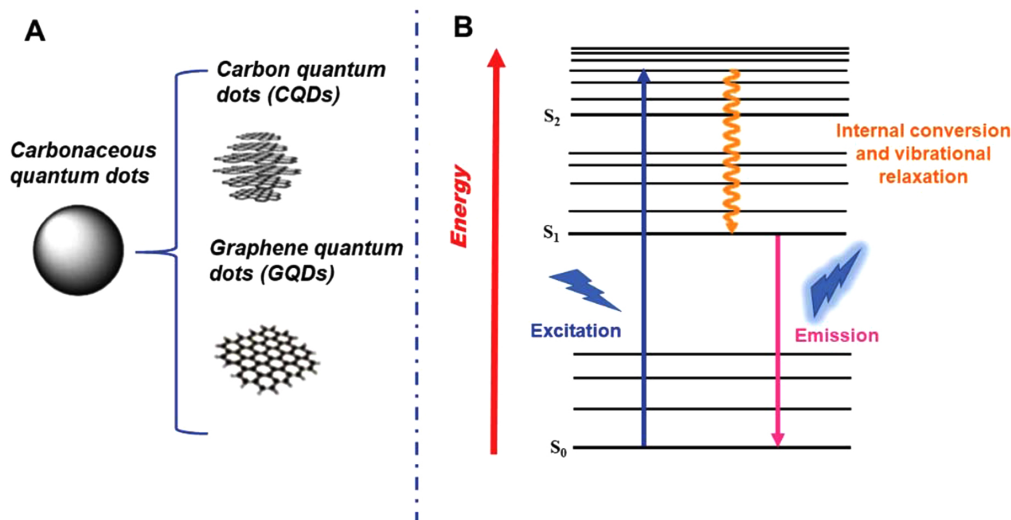 A
Carbonaceous
quantum dots
Carbon quantum
dots (CQDs)
Graphene quantum
dots (GQDs)
B
Energy
S2
S1
S0
Excitation
Internal conversion
and vibrational
relaxation
Emission